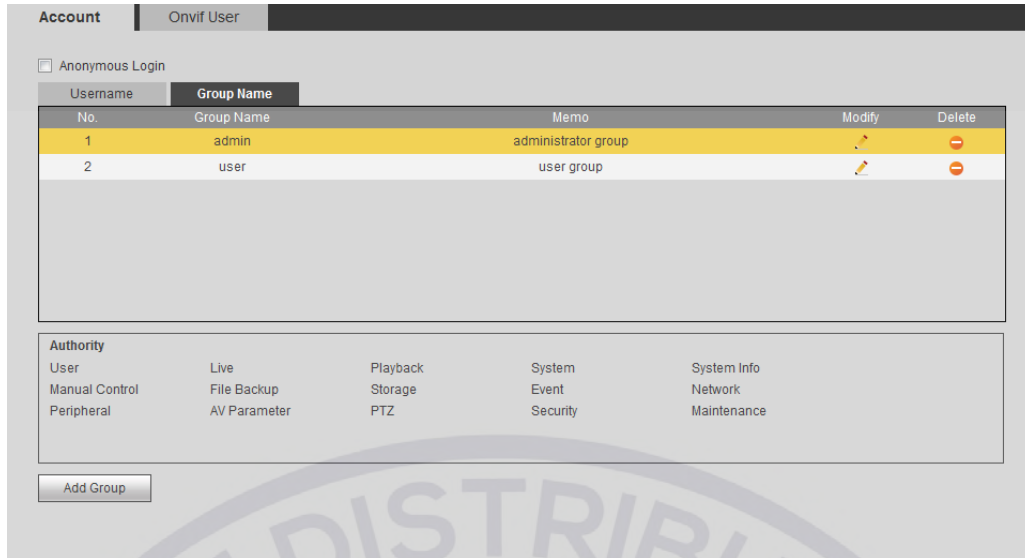 Account Onvif User
Anonymous Login
Username Group Name
No. Group Name Memo Modify Delete
1 admin administrator group
2 user user group
Authority
User Live Playback System System Info
Manual Control File Backup Storage Event Network
Peripheral AV Parameter PTZ Security Maintenance
Add Group
DISTRIBU